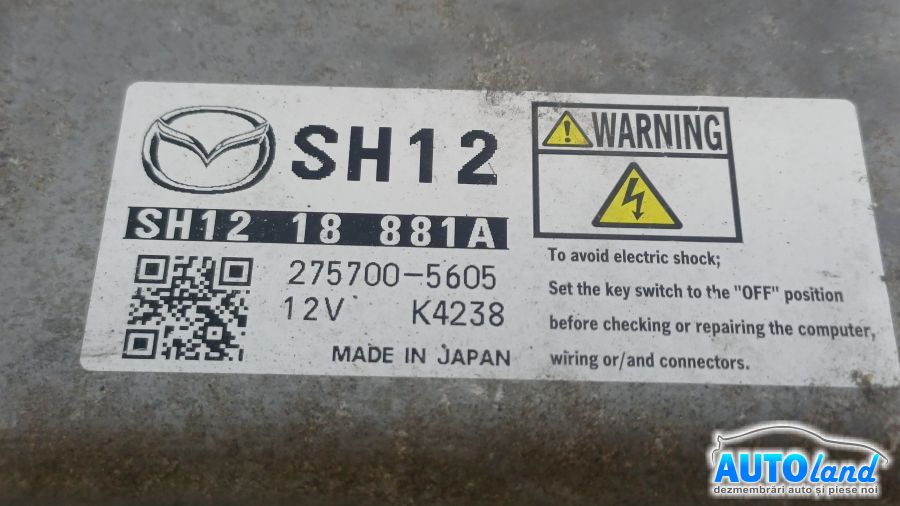 SH12
SH12 18 881A
275700-5605
12V K4238
MADE IN JAPAN
WARNING
To avoid electric shock;
Set the key switch to the "OFF" position
before checking or repairing the computer,
wiring or/and connectors.
AUTOland
dezmembrări auto și piese noi